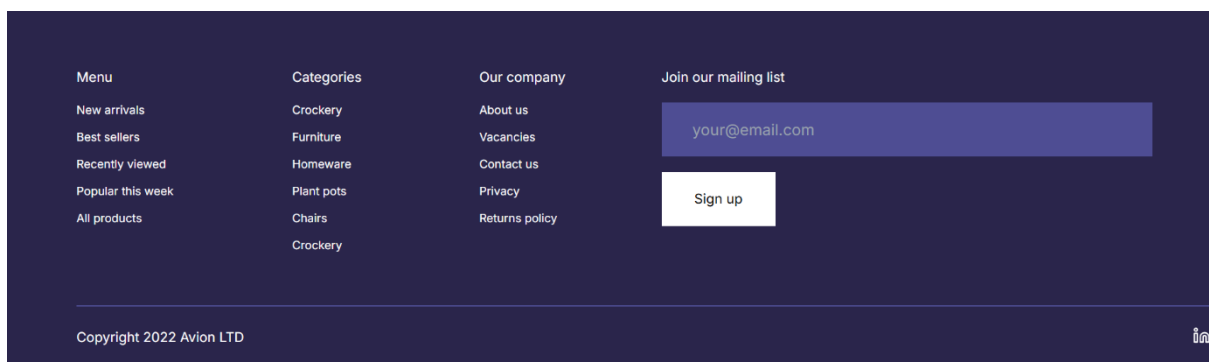 Menu
New arrivals
Best sellers
Recently viewed
Popular this week
All products
Categories
Crockery
Furniture
Homeware
Plant pots
Chairs
Crockery
Our company
About us
Vacancies
Contact us
Privacy
Returns policy
Join our mailing list
your@email.com
Sign up
Copyright 2022 Avion LTD